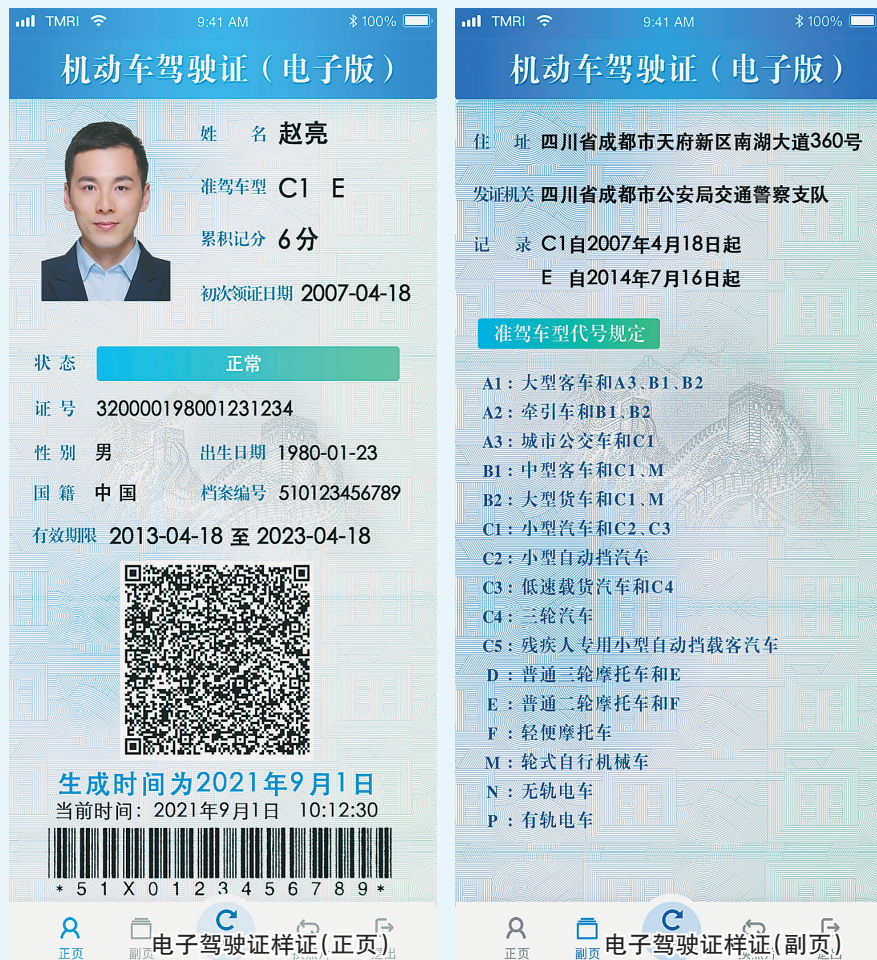 TMRI 9:41 AM 100%
机动车驾驶证（电子版）
姓 名 赵亮
准驾车型 C1 E
累积记分 6分
初次领证日期 2007-04-18
状 态 正常
证 号 320000198001231234
性 别 男 出生日期 1980-01-23
国 籍 中国 档案编号 510123456789
有效期限 2013-04-18 至 2023-04-18
生成时间为2021年9月1日
当前时间：2021年9月1日 10:12:30
*51X0123456789*
正页 副页
电子驾驶证样证(正页)
TMRI 9:41 AM 100%
机动车驾驶证（电子版）
住 址 四川省成都市天府新区南湖大道360号
发证机关 四川省成都市公安局交通警察支队
记 录 C1自2007年4月18日起
E 自2014年7月16日起
准驾车型代号规定
A1：大型客车和A3、B1、B2
A2：牵引车和B1、B2
A3：城市公交车和C1
B1：中型客车和C1、M
B2：大型货车和C1、M
C1：小型汽车和C2、C3
C2：小型自动挡汽车
C3：低速载货汽车和C4
C4：三轮汽车
C5：残疾人专用小型自动挡载客汽车
D：普通三轮摩托车和E
E：普通二轮摩托车和F
F：轻便摩托车
M：轮式自行机械车
N：无轨电车
P：有轨电车
正页 副页
电子驾驶证样证(副页)